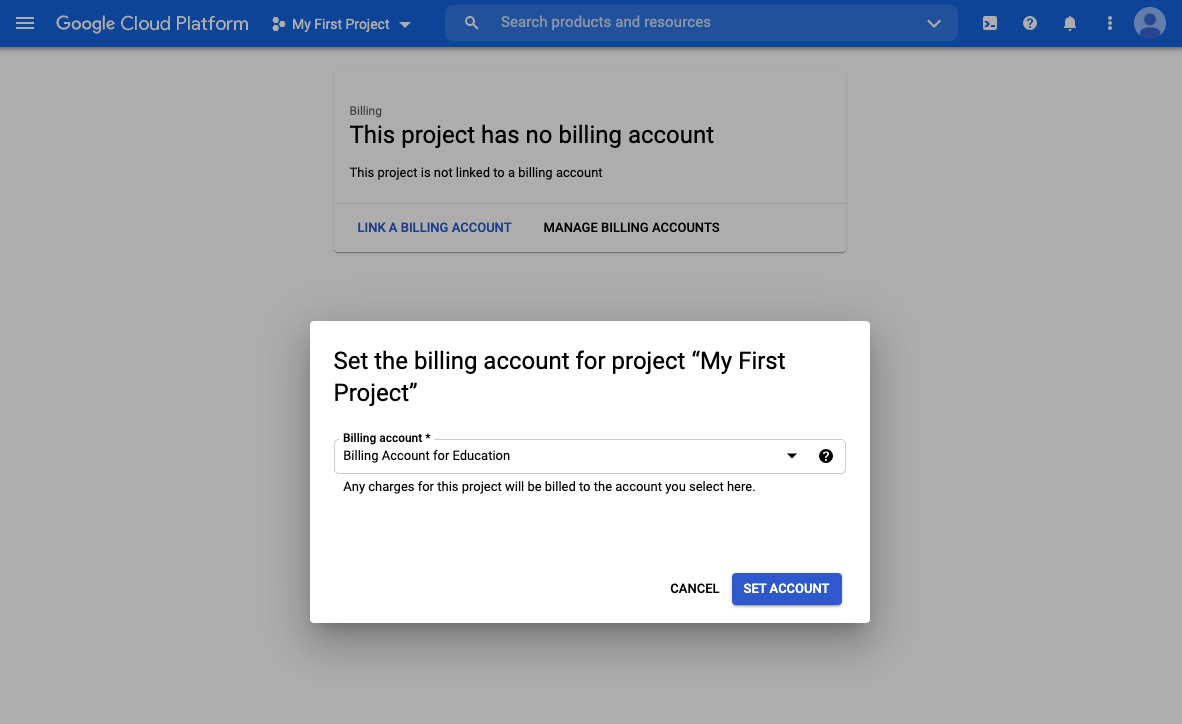 Google Cloud Platform
My First Project
Search products and resources
Billing
This project has no billing account
This project is not linked to a billing account
LINK A BILLING ACCOUNT
MANAGE BILLING ACCOUNTS
Set the billing account for project “My First
Project”
Billing account *
Billing Account for Education
Any charges for this project will be billed to the account you select here.
CANCEL
SET ACCOUNT